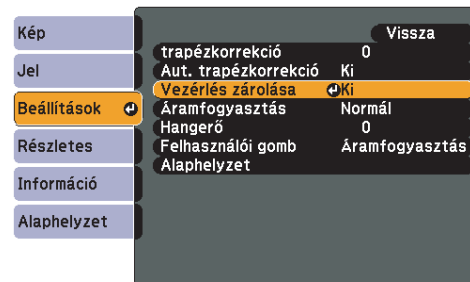 Kép
Jel
Beállítások
Részletes
Információ
Alaphelyzet
Vissza
trapézkorrekció 0
Aut. trapézkorrekció Ki
Vezérlés zárolása Ki
Áramfogyasztás Normál
Hangerő 0
Felhasználói gomb Áramfogyasztás
Alaphelyzet